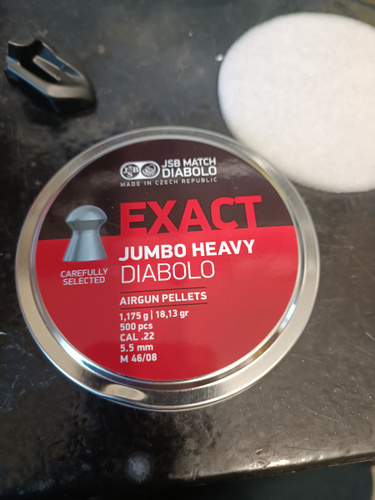 JSB MATCH
DIABOLO
MADE IN CZECH REPUBLIC
EXACT
JUMBO HEAVY
DIABOLO
CAREFULLY
SELECTED
AIRGUN PELLETS
1,175 g | 18,13 gr
500 pcs
CAL .22
5.5 mm
M 46/08